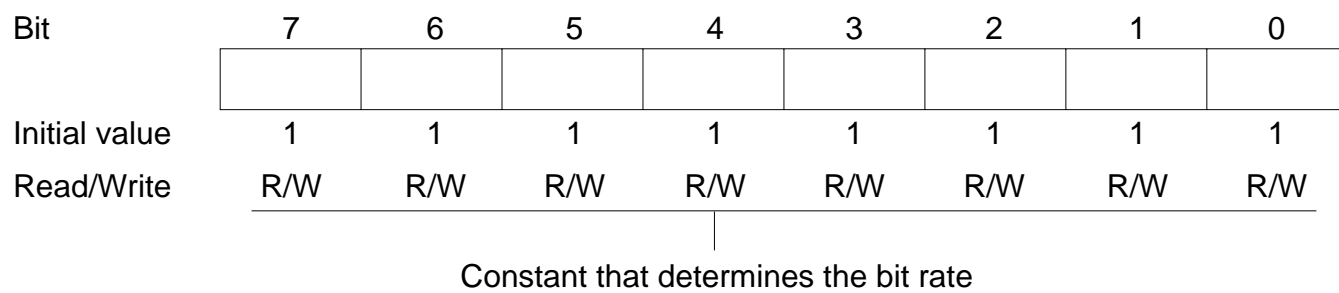 Bit 7 6 5 4 3 2 1 0
Initial value 1 1 1 1 1 1 1 1
Read/Write R/W R/W R/W R/W R/W R/W R/W R/W
Constant that determines the bit rate